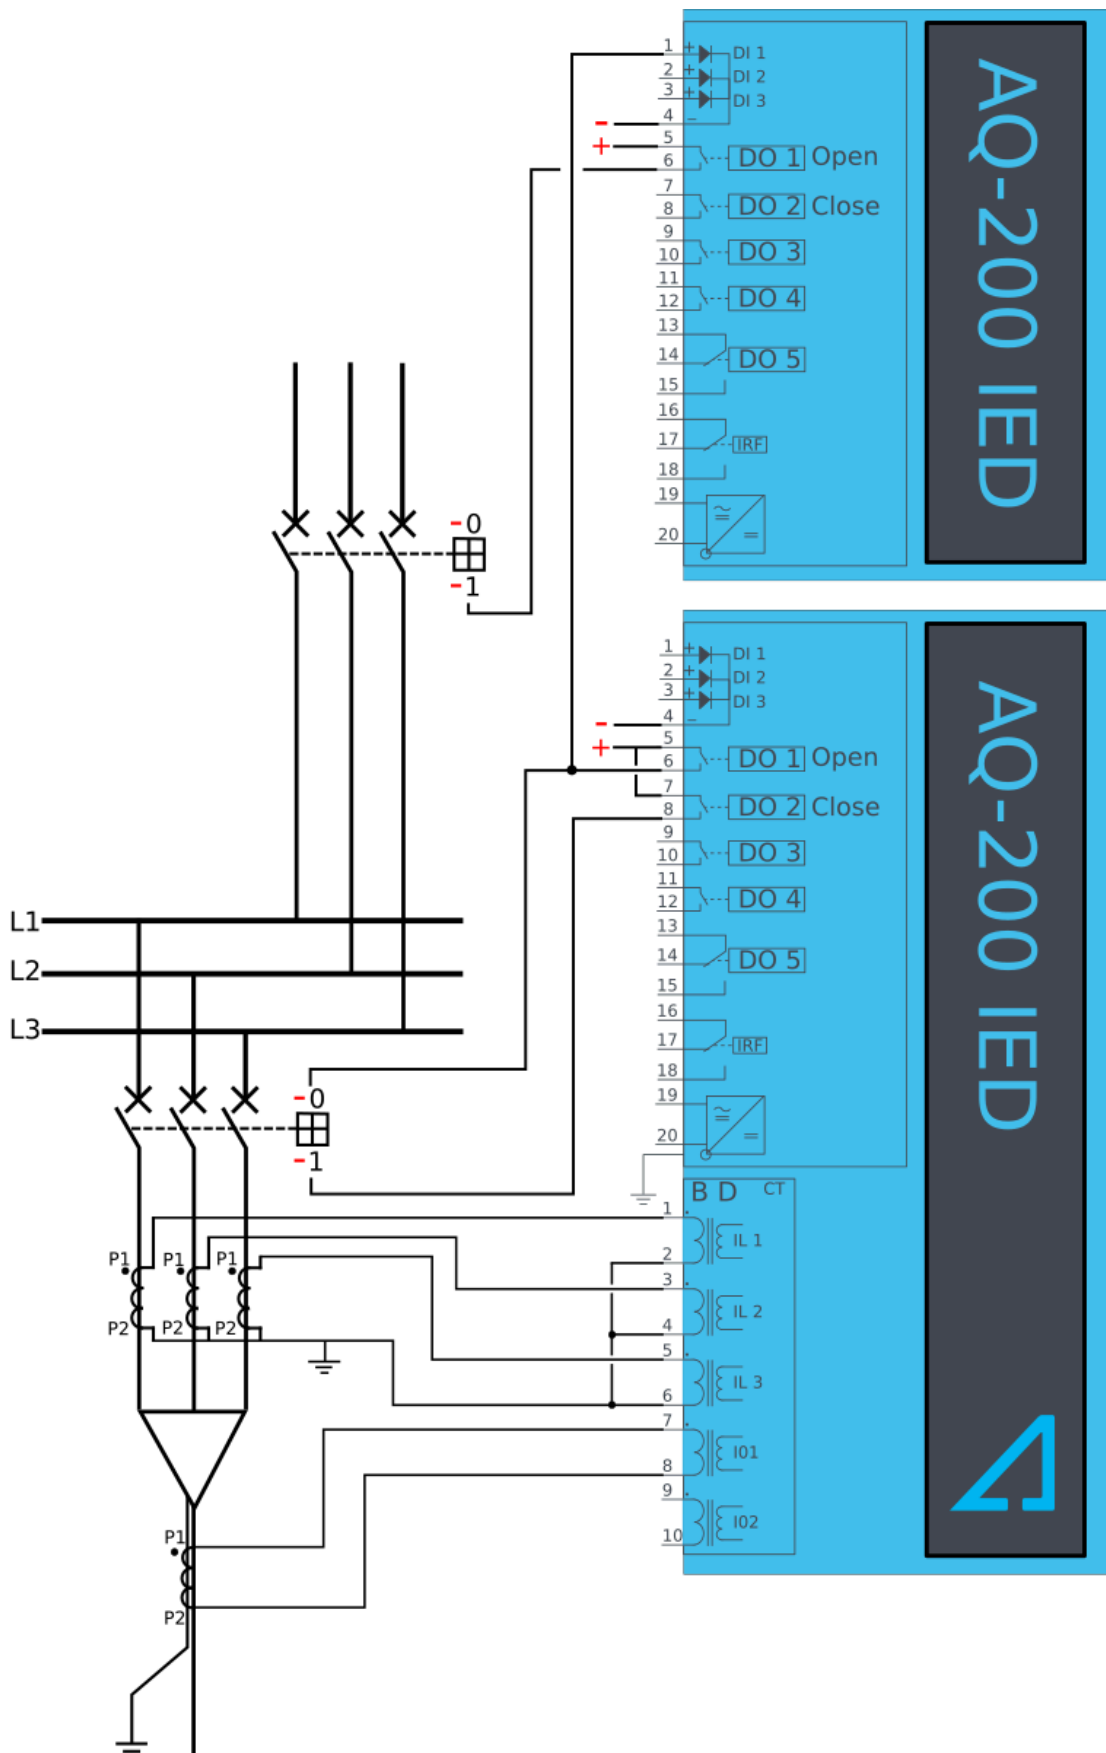 1 + DI 1
2 + DI 2
3 + DI 3
4 -
-
+ 5
6 DO 1 Open
7
8 DO 2 Close
9
10 DO 3
11
12 DO 4
13
14 DO 5
15
16
17 IRF
18
19
20
AQ-200 IED
-0
-1
1 + DI 1
2 + DI 2
3 + DI 3
4 -
-
+ 5
6 DO 1 Open
7
8 DO 2 Close
9
10 DO 3
11
12 DO 4
13
14 DO 5
15
16
17 IRF
18
19
20
AQ-200 IED
L1
L2
L3
-0
-1
B D CT
1
IL 1
2
3
IL 2
4
5
IL 3
6
7
I01
8
9
I02
10
P1 P1 P1
P2 P2 P2
P1
P2